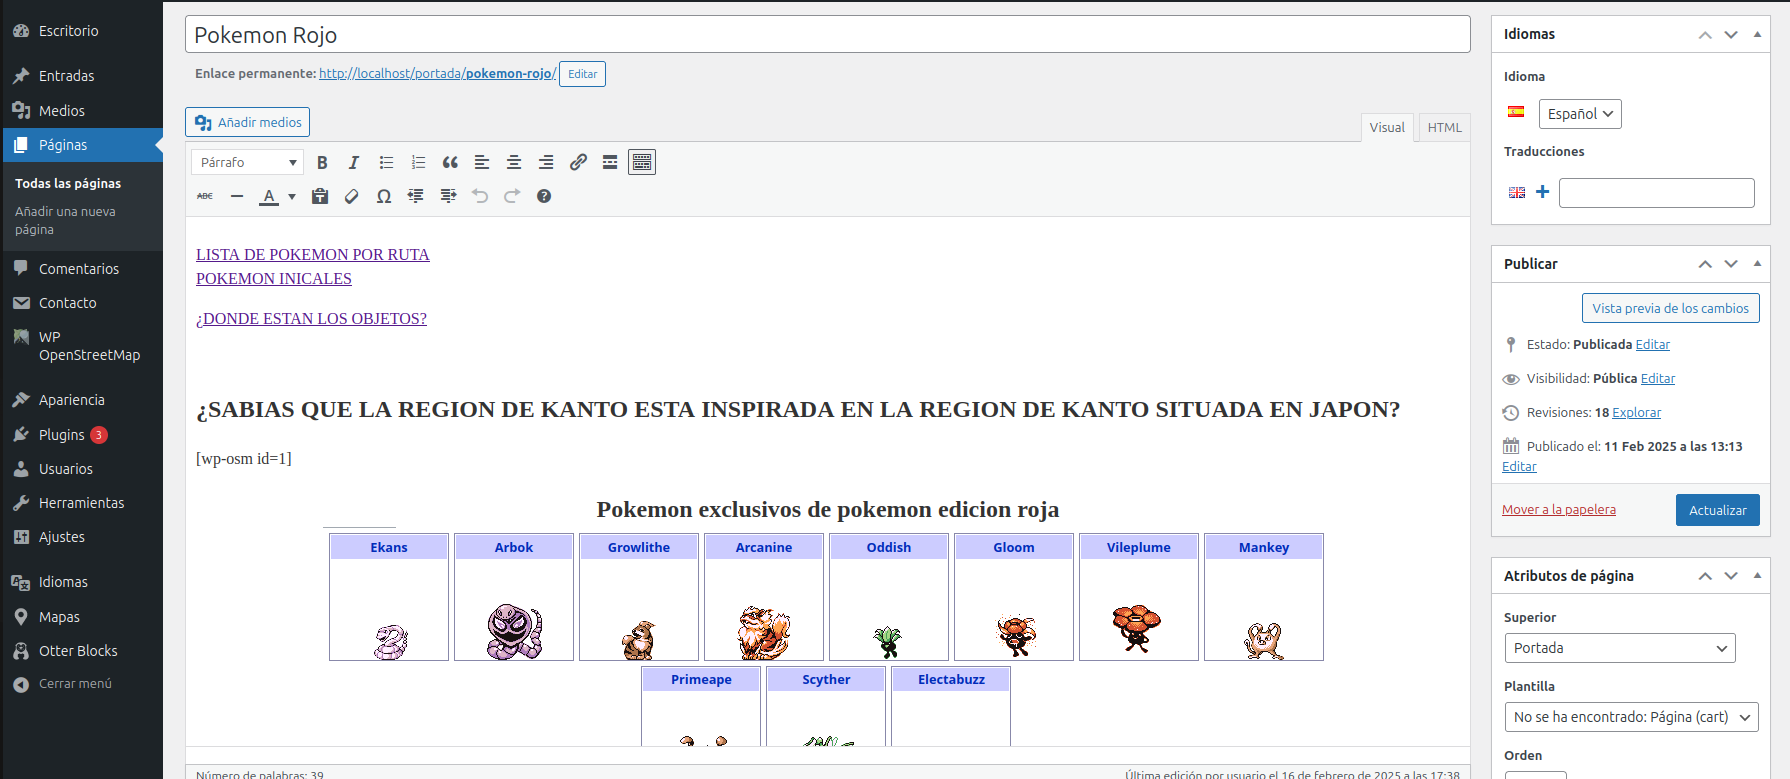 Escritorio
Entradas
Medios
Páginas
Todas las páginas
Añadir una nueva
página
Comentarios
Contacto
WP
OpenStreetMap
Apariencia
Plugins 3
Usuarios
Herramientas
Ajustes
Idiomas
Mapas
Otter Blocks
Cerrar menú
Pokemon Rojo
Enlace permanente: http://localhost/portada/pokemon-rojo/ Editar
Añadir medios
Visual HTML
Párrafo
ABC
LISTA DE POKEMON POR RUTA
POKEMON INICALES
¿DONDE ESTAN LOS OBJETOS?
¿SABIAS QUE LA REGION DE KANTO ESTA INSPIRADA EN LA REGION DE KANTO SITUADA EN JAPON?
[wp-osm id=1]
Pokemon exclusivos de pokemon edicion roja
Ekans Arbok Growlithe Arcanine Oddish Gloom Vileplume Mankey
Primeape Scyther Electabuzz
Número de palabras: 39 Última edición por usuario el 16 de febrero de 2025 a las 17:38
Idiomas
Idioma
Español
Traducciones
Publicar
Vista previa de los cambios
Estado: Publicada Editar
Visibilidad: Pública Editar
Revisiones: 18 Explorar
Publicado el: 11 Feb 2025 a las 13:13
Editar
Mover a la papelera Actualizar
Atributos de página
Superior
Portada
Plantilla
No se ha encontrado: Página (cart)
Orden